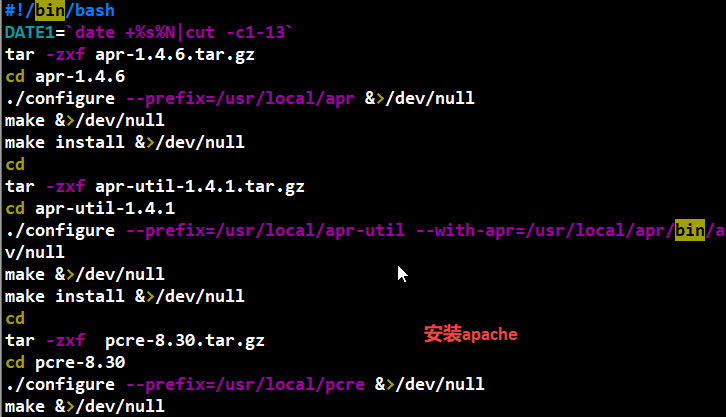 #!/bin/bash
DATE1=`date +%s%N|cut -c1-13`
tar -zxf apr-1.4.6.tar.gz
cd apr-1.4.6
./configure --prefix=/usr/local/apr &>/dev/null
make &>/dev/null
make install &>/dev/null
cd
tar -zxf apr-util-1.4.1.tar.gz
cd apr-util-1.4.1
./configure --prefix=/usr/local/apr-util --with-apr=/usr/local/apr/bin/a
v/null
make &>/dev/null
make install &>/dev/null
cd
tar -zxf  pcre-8.30.tar.gz
安装apache
cd pcre-8.30
./configure --prefix=/usr/local/pcre &>/dev/null
make &>/dev/null